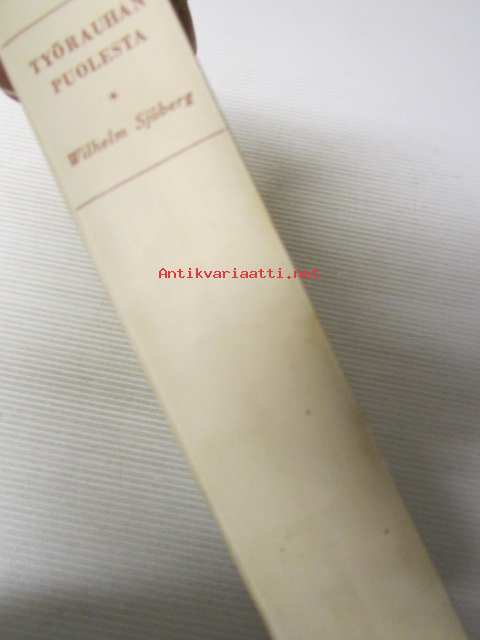 TYÖRAUHAN
PUOLESTA
*
Wilhelm Sjöberg
Antikvariaatti.net